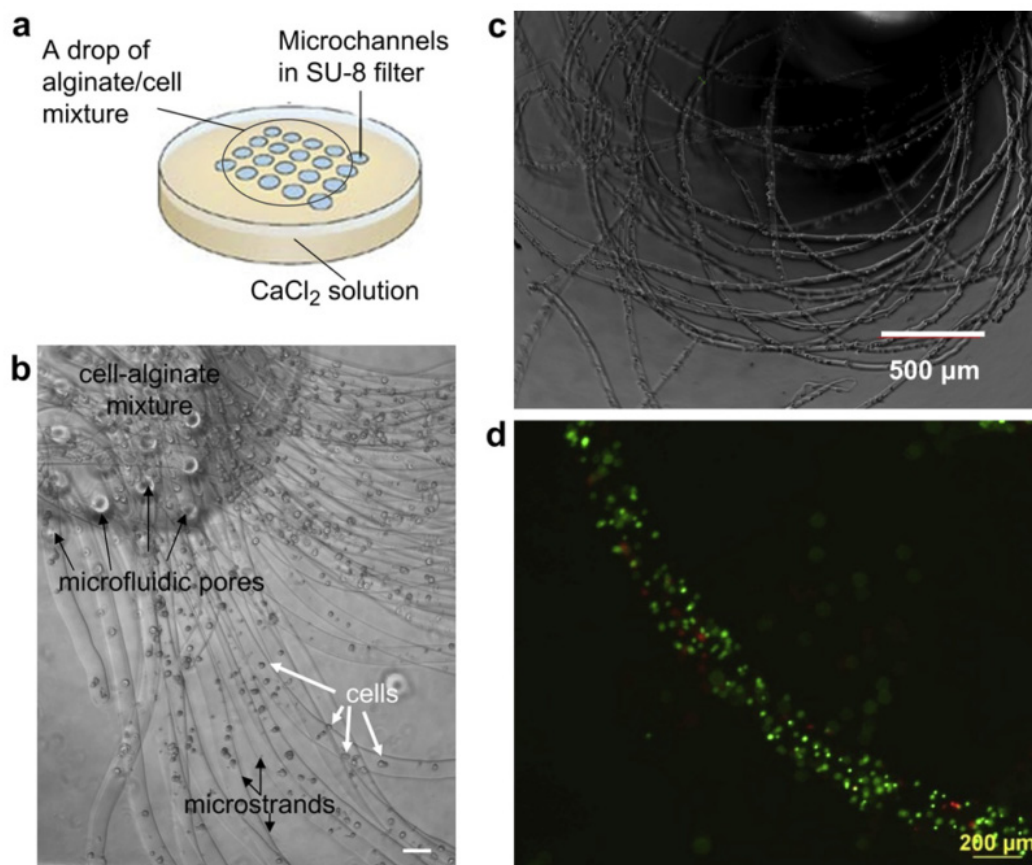 a
A drop of
alginate/cell
mixture
Microchannels
in SU-8 filter
CaCl₂ solution
b
cell-alginate
mixture
microfluidic pores
cells
microstrands
c
500 µm
d
200 µm